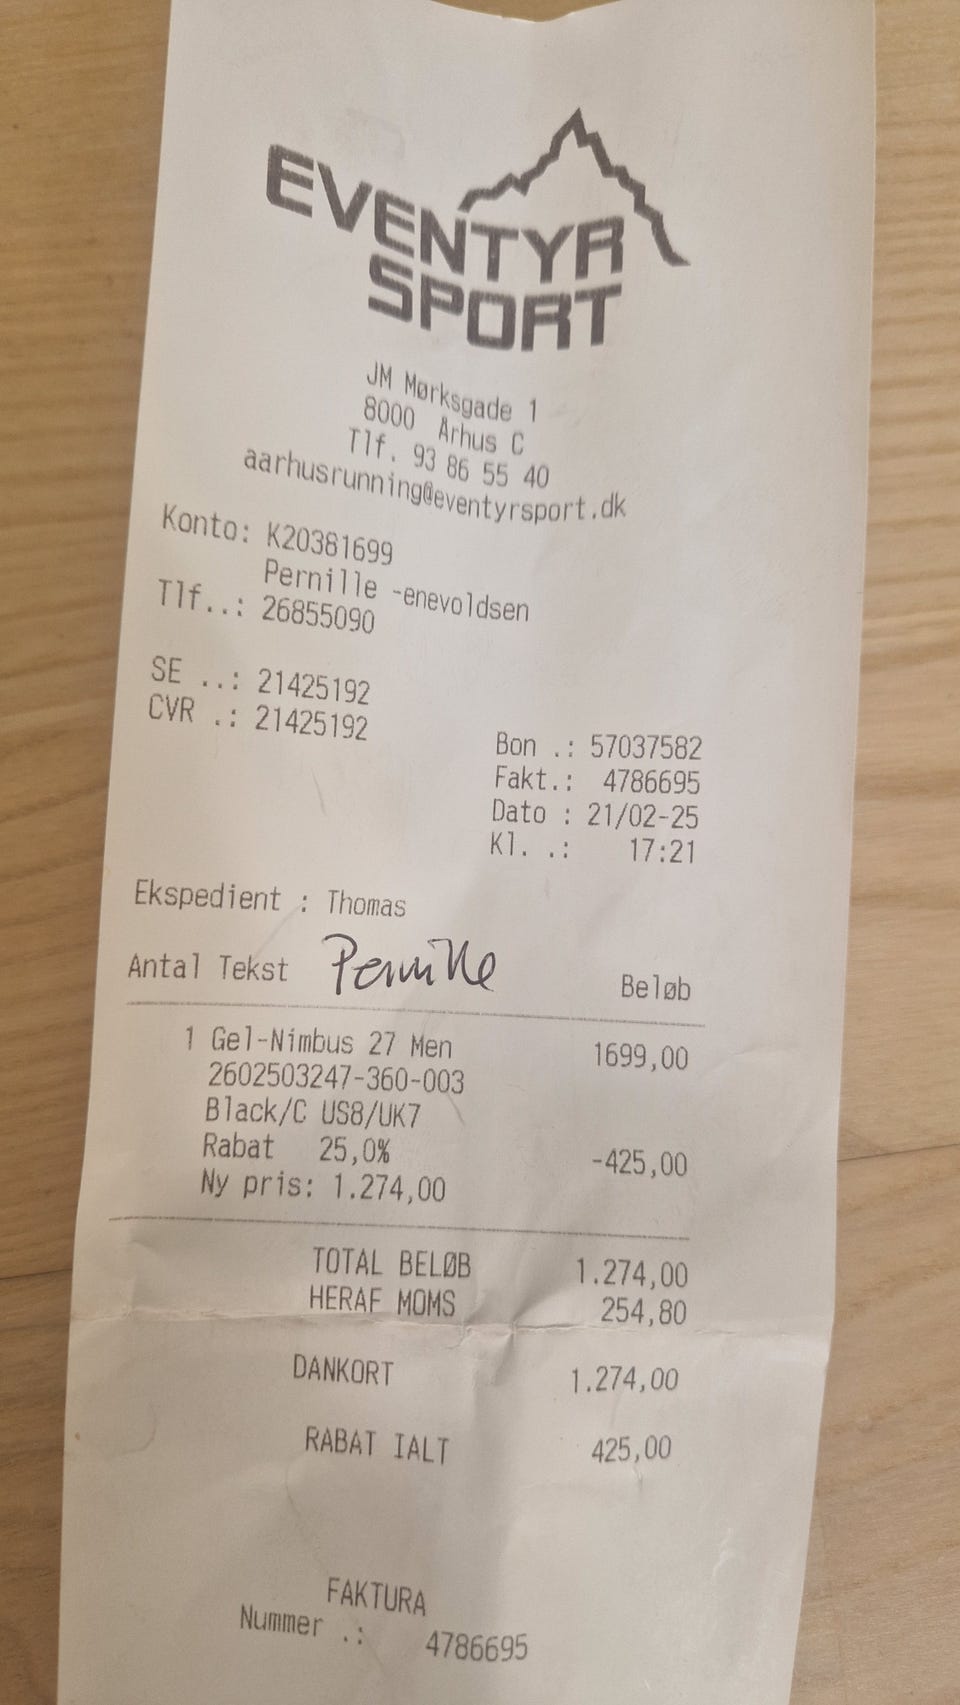 EVENTYR
SPORT
JM Mørksgade 1
8000 Århus C
Tlf. 93 86 55 40
aarhusrunning@eventyrsport.dk
Konto: K20381699
Pernille -enevoldsen
Tlf..: 26855090
SE ..: 21425192
CVR .: 21425192
Bon .: 57037582
Fakt.: 4786695
Dato : 21/02-25
Kl. .: 17:21
Ekspedient : Thomas
Antal Tekst Pernille Beløb
1 Gel-Nimbus 27 Men 1699,00
2602503247-360-003
Black/C US8/UK7
Rabat 25,0% -425,00
Ny pris: 1.274,00
TOTAL BELØB 1.274,00
HERAF MOMS 254,80
DANKORT 1.274,00
RABAT IALT 425,00
FAKTURA
Nummer .: 4786695